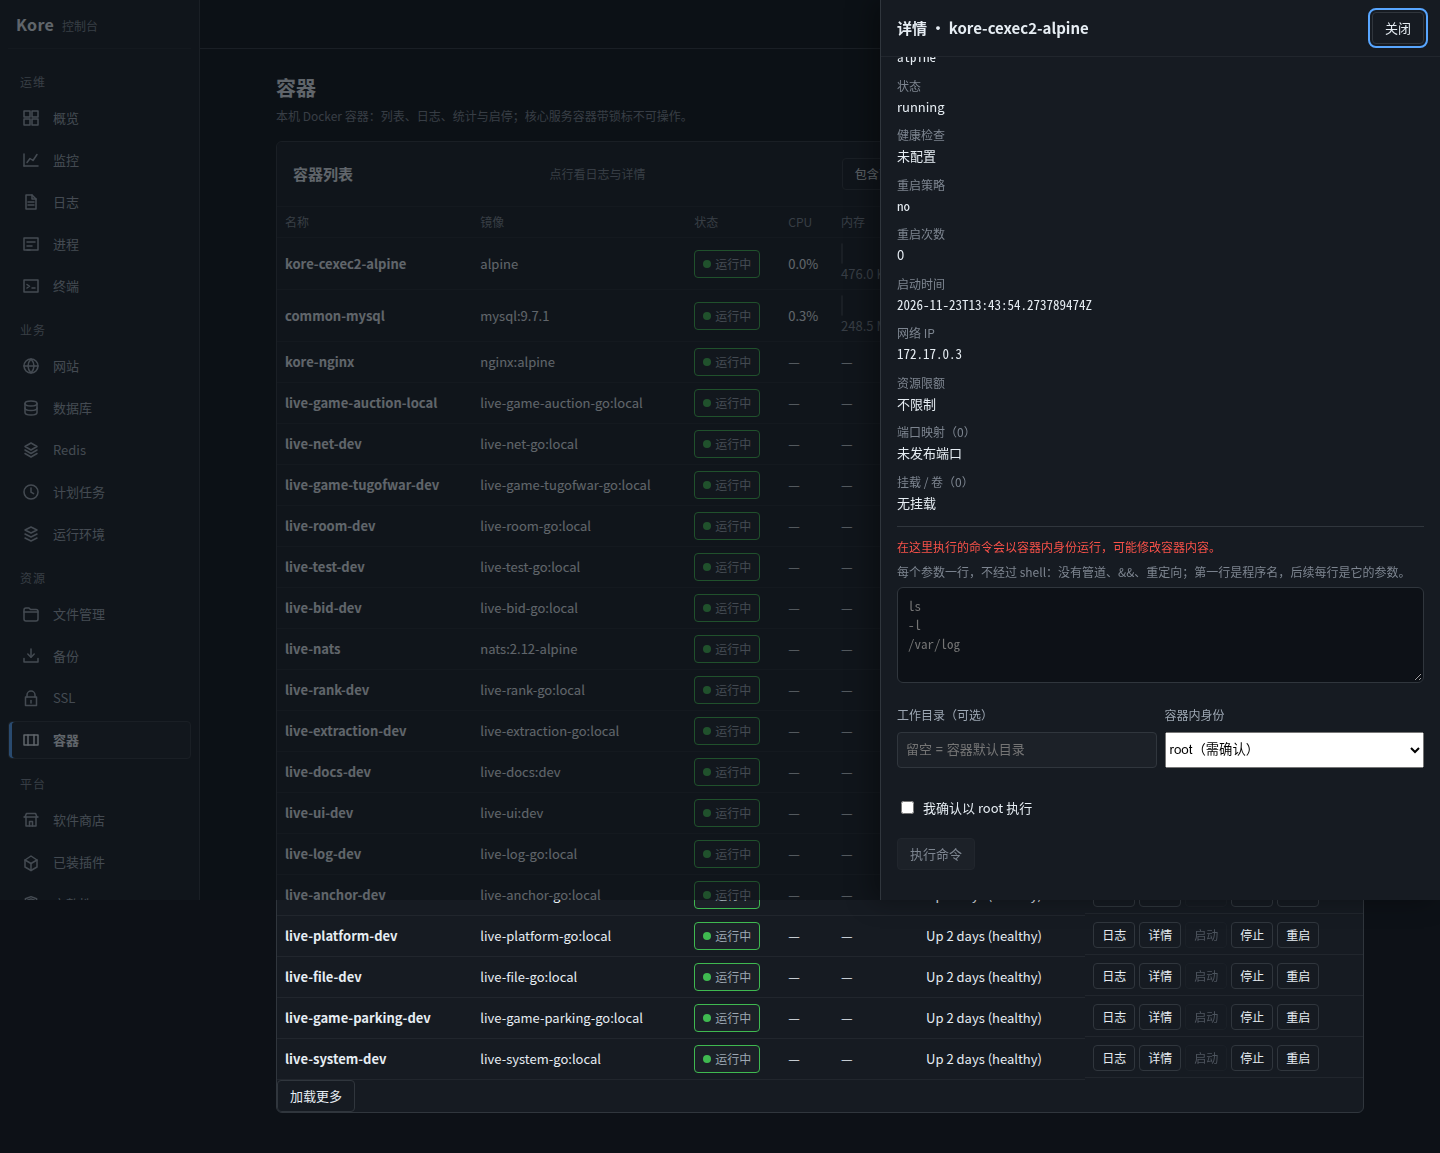 Kore 控制台
运维
概览
监控
日志
进程
终端
业务
网站
数据库
Redis
计划任务
运行环境
资源
文件管理
备份
SSL
容器
平台
软件商店
已装插件
容器
本机 Docker 容器：列表、日志、统计与启停；核心服务容器带锁标不可操作。
容器列表 点行看日志与详情 包含
名称 镜像 状态 CPU 内存
kore-cexec2-alpine alpine 运行中 0.0% 476.0
common-mysql mysql:9.7.1 运行中 0.3% 248.5
kore-nginx nginx:alpine 运行中 — —
live-game-auction-local live-game-auction-go:local 运行中 — —
live-net-dev live-net-go:local 运行中 — —
live-game-tugofwar-dev live-game-tugofwar-go:local 运行中 — —
live-room-dev live-room-go:local 运行中 — —
live-test-dev live-test-go:local 运行中 — —
live-bid-dev live-bid-go:local 运行中 — —
live-nats nats:2.12-alpine 运行中 — —
live-rank-dev live-rank-go:local 运行中 — —
live-extraction-dev live-extraction-go:local 运行中 — —
live-docs-dev live-docs:dev 运行中 — —
live-ui-dev live-ui:dev 运行中 — —
live-log-dev live-log-go:local 运行中 — —
live-anchor-dev live-anchor-go:local 运行中 — —
live-platform-dev live-platform-go:local 运行中 — — Up 2 days (healthy) 日志 详情 启动 停止 重启
live-file-dev live-file-go:local 运行中 — — Up 2 days (healthy) 日志 详情 启动 停止 重启
live-game-parking-dev live-game-parking-go:local 运行中 — — Up 2 days (healthy) 日志 详情 启动 停止 重启
live-system-dev live-system-go:local 运行中 — — Up 2 days (healthy) 日志 详情 启动 停止 重启
加载更多
详情 · kore-cexec2-alpine 关闭
alpine
状态
running
健康检查
未配置
重启策略
no
重启次数
0
启动时间
2026-11-23T13:43:54.273789474Z
网络 IP
172.17.0.3
资源限额
不限制
端口映射（0）
未发布端口
挂载 / 卷（0）
无挂载
在这里执行的命令会以容器内身份运行，可能修改容器内容。
每个参数一行，不经过 shell：没有管道、&&、重定向；第一行是程序名，后续每行是它的参数。
ls
-l
/var/log
工作目录（可选） 容器内身份
留空 = 容器默认目录 root（需确认）
我确认以 root 执行
执行命令